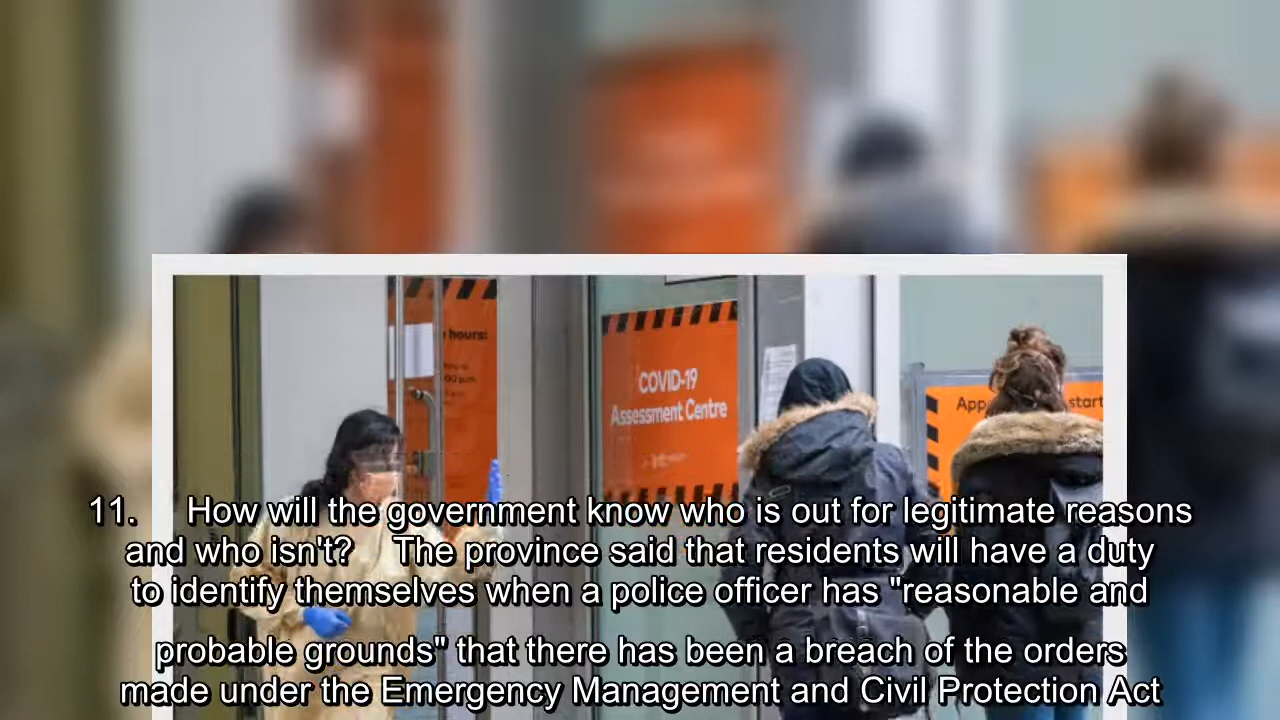 hours:
COVID-19
Assessment Centre
start
11. How will the government know who is out for legitimate reasons
and who isn't? The province said that residents will have a duty
to identify themselves when a police officer has "reasonable and
probable grounds" that there has been a breach of the orders
made under the Emergency Management and Civil Protection Act